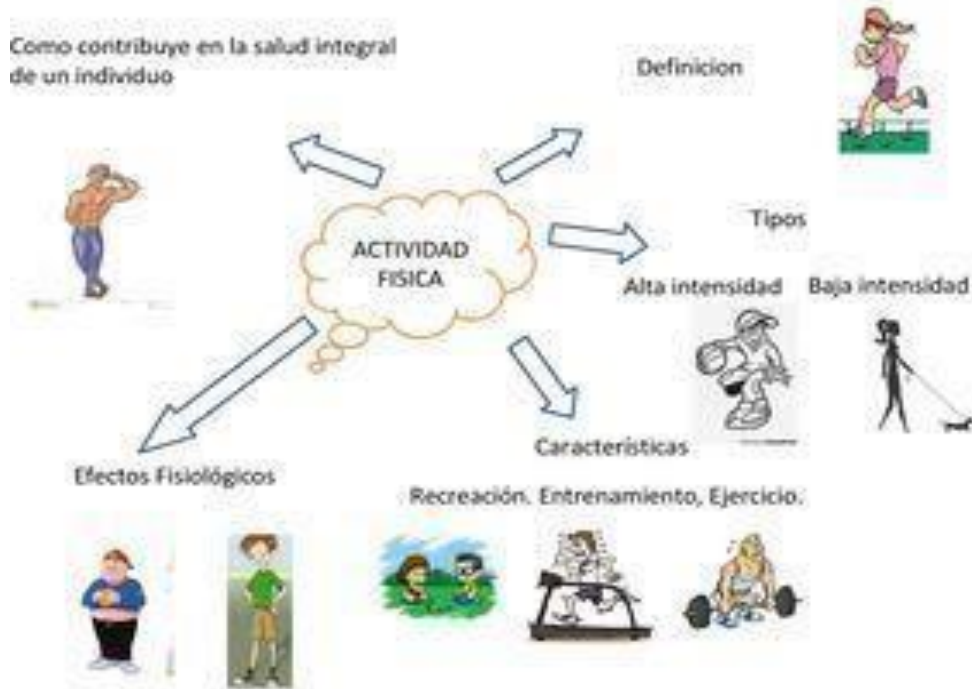 Como contribuye en la salud integral
de un individuo
Definicion
ACTIVIDAD
FISICA
Tipos
Alta intensidad
Baja intensidad
Características
Recreación. Entrenamiento, Ejercicio.
Efectos Fisiológicos